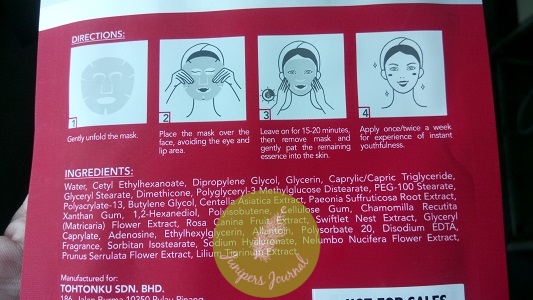 DIRECTIONS:
1
2
3
4
Gently unfold the mask.
Place the mask over the
face, avoiding the eye and
lip area.
Leave on for 15-20 minutes,
then remove mask and
gently pat the remaining
essence into the skin.
Apply once/twice a week
for experience of instant
youthfulness.
INGREDIENTS:
Water, Cetyl Ethylhexanoate, Dipropylene Glycol, Glycerin, Caprylic/Capric Triglyceride,
Glyceryl Stearate, Dimethicone, Polyglyceryl-3 Methylglucose Distearate, PEG-100 Stearate,
Polyacrylate-13, Butylene Glycol, Centella Asiatica Extract, Paeonia Suffruticosa Root Extract,
Xanthan Gum, 1,2-Hexanediol, Polyisobutene, Cellulose Gum, Chamomilla Recutita
(Matricaria) Flower Extract, Rosa Canina Fruit Extract, Swiftlet Nest Extract, Glyceryl
Caprylate, Adenosine, Ethylhexylglycerin, Allantoin, Polysorbate 20, Disodium EDTA,
Fragrance, Sorbitan Isostearate, Sodium Hyaluronate, Nelumbo Nucifera Flower Extract,
Prunus Serrulata Flower Extract, Lilium Tigrinum Extract.
Junipers Journal
Manufactured for:
TOHTONKU SDN. BHD.
186, Jalan Burma 10350 Pulau Pinang
NOT FOR SALES